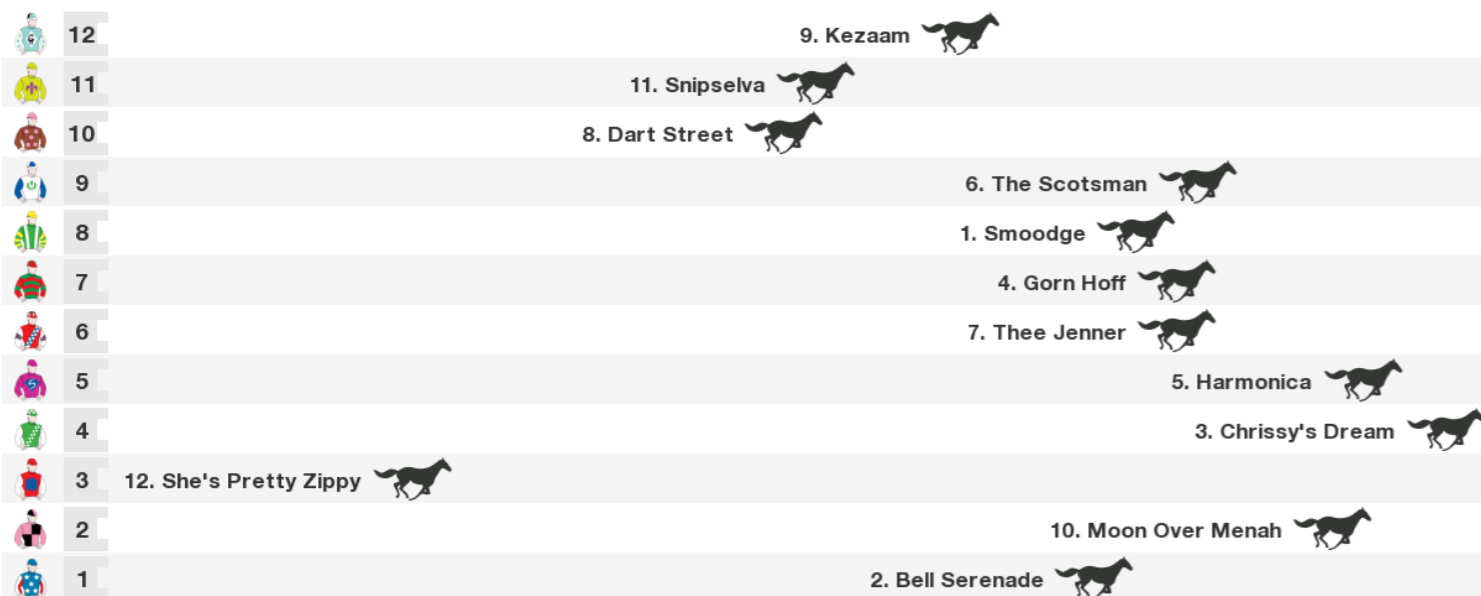 12 9. Kezaam
11 11. Snipselva
10 8. Dart Street
9 6. The Scotsman
8 1. Smoodge
7 4. Gorn Hoff
6 7. Thee Jenner
5 5. Harmonica
4 3. Chrissy's Dream
3 12. She's Pretty Zippy
2 10. Moon Over Menah
1 2. Bell Serenade